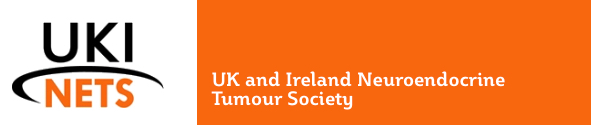 UKI
NETS
UK and Ireland Neuroendocrine
Tumour Society